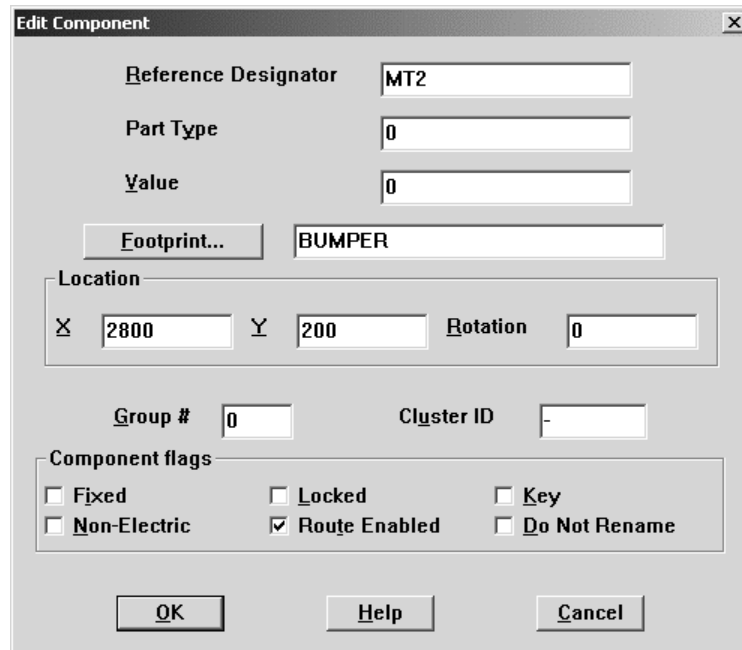 Edit Component
Reference Designator MT2
Part Type 0
Value 0
Footprint... BUMPER
Location
X 2800 Y 200 Rotation 0
Group # 0 Cluster ID -
Component flags
Fixed Locked Key
Non-Electric Route Enabled Do Not Rename
OK Help Cancel